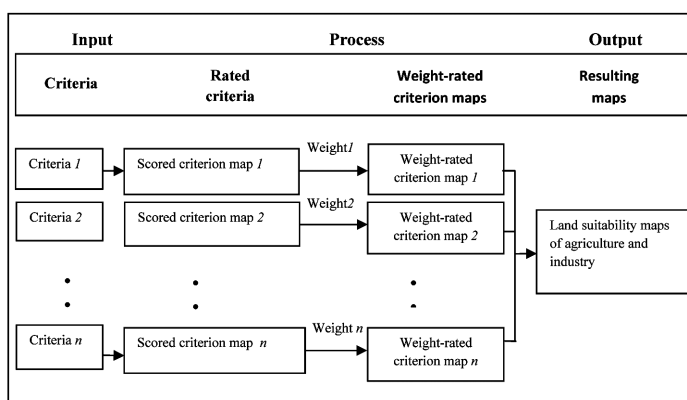 Input Process Output
Criteria Rated criteria Weight-rated criterion maps Resulting maps
Criteria 1
Scored criterion map 1
Weight1
Weight-rated
criterion map 1
Criteria 2
Scored criterion map 2
Weight2
Weight-rated
criterion map 2
Land suitability maps
of agriculture and
industry
Criteria n
Scored criterion map n
Weight n
Weight-rated
criterion map n